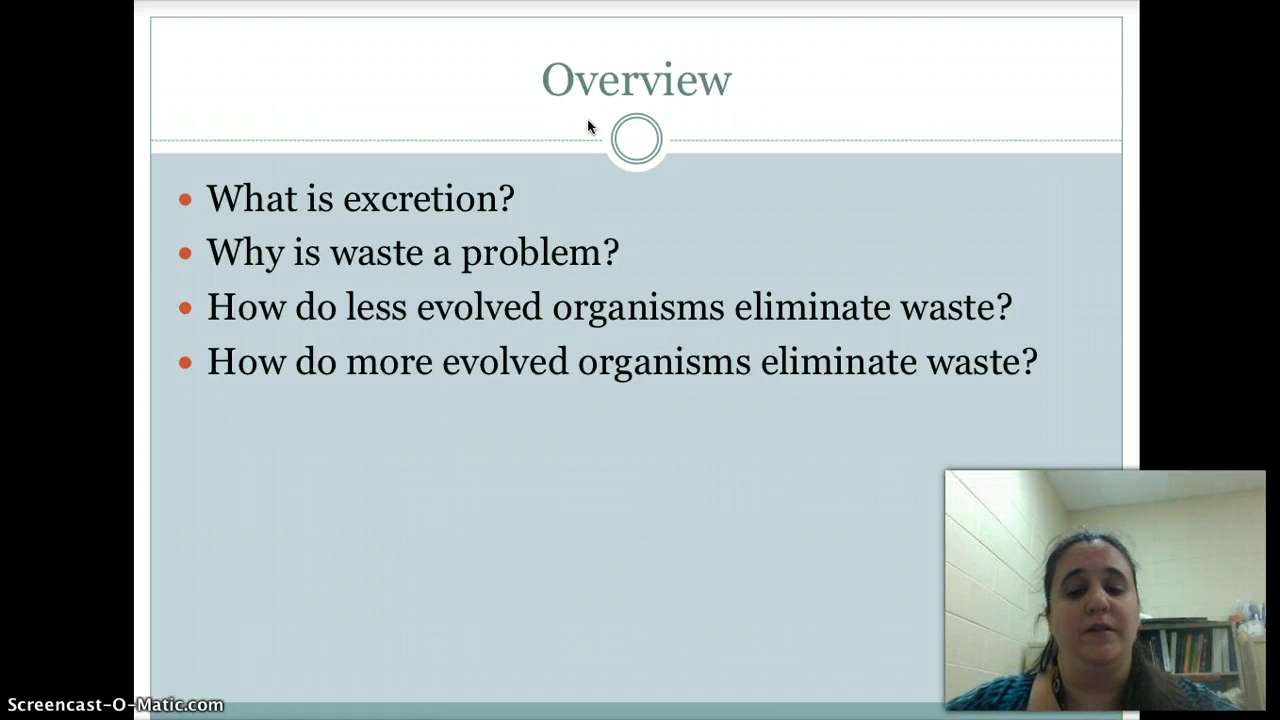 Overview
What is excretion?
Why is waste a problem?
How do less evolved organisms eliminate waste?
How do more evolved organisms eliminate waste?
Screencast-O-Matic.com